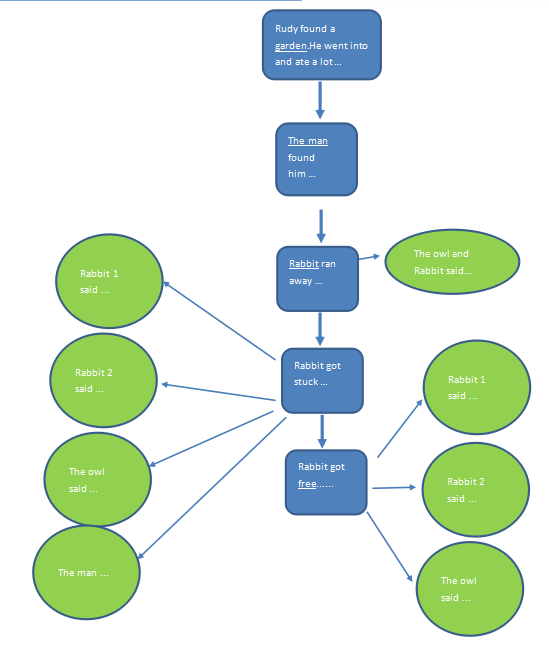 Rudy found a
garden.He went into
and ate a lot ...
The man
found
him ...
Rabbit ran
away ...
The owl and
Rabbit said...
Rabbit 1
said ...
Rabbit got
stuck ...
Rabbit 2
said ...
Rabbit 1
said ...
The owl
said ...
Rabbit got
free......
Rabbit 2
said ...
The man ...
The owl
said ...